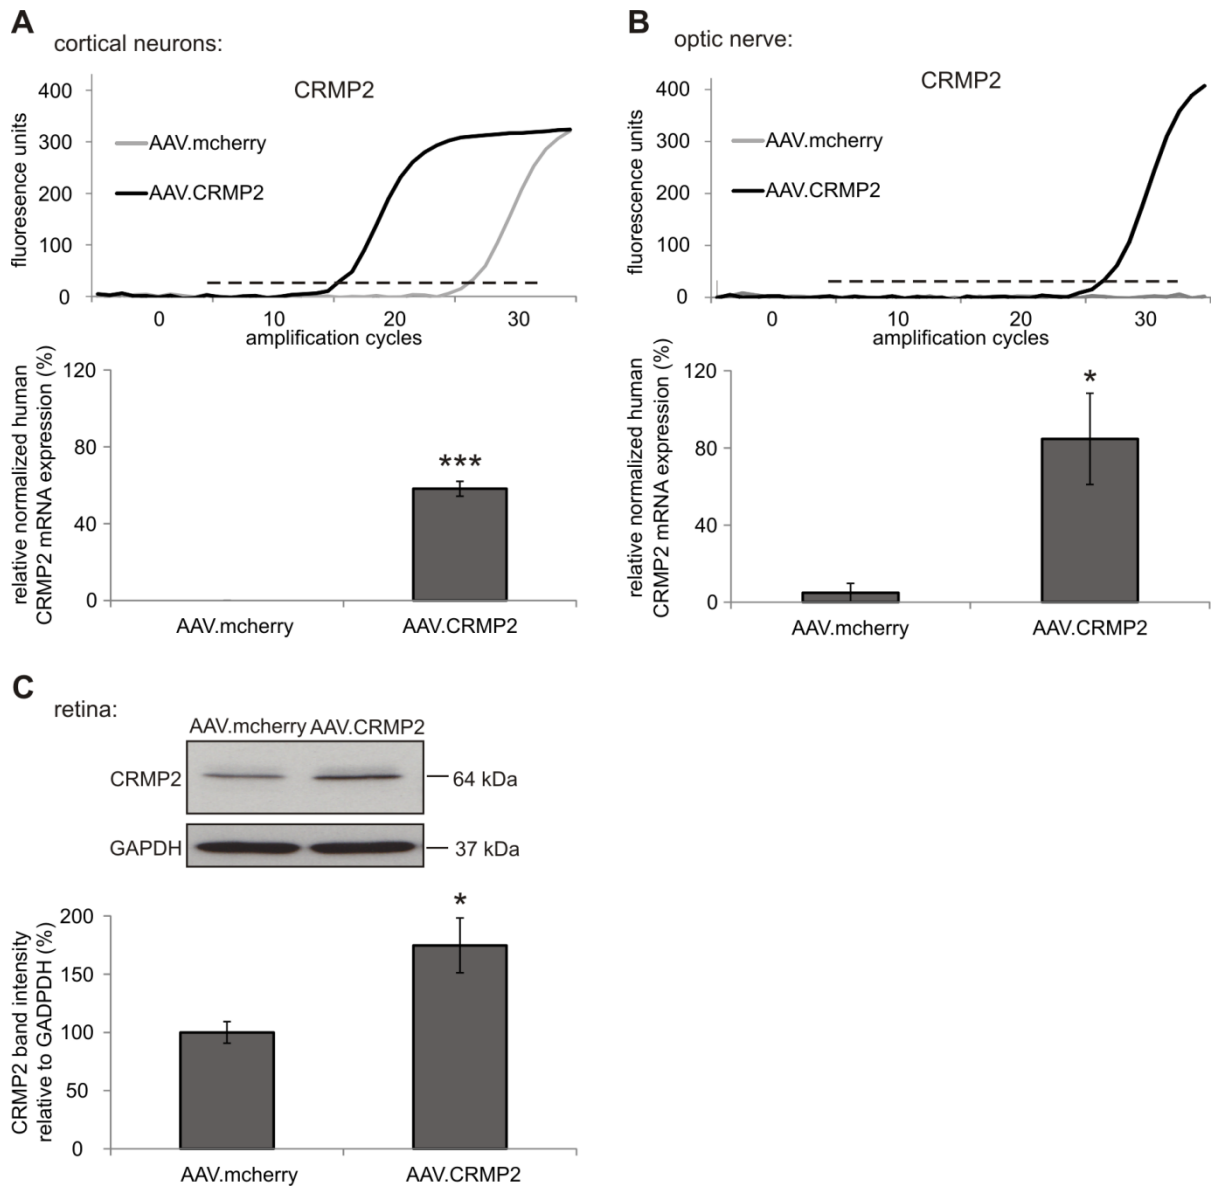 A
cortical neurons:
CRMP2
fluoresence units
400
300
200
100
0
AAV.mcherry
AAV.CRMP2
0
10
20
30
amplification cycles
relative normalized human
CRMP2 mRNA expression (%)
120
80
40
0
***
AAV.mcherry
AAV.CRMP2
B
optic nerve:
CRMP2
fluorescence units
400
300
200
100
0
AAV.mcherry
AAV.CRMP2
0
10
20
30
amplification cycles
relative normalized human
CRMP2 mRNA expression (%)
120
80
40
0
*
AAV.mcherry
AAV.CRMP2
C
retina:
AAV.mcherry AAV.CRMP2
CRMP2
64 kDa
GAPDH
37 kDa
CRMP2 band intensity
relative to GADPDH (%)
200
150
100
50
0
*
AAV.mcherry
AAV.CRMP2